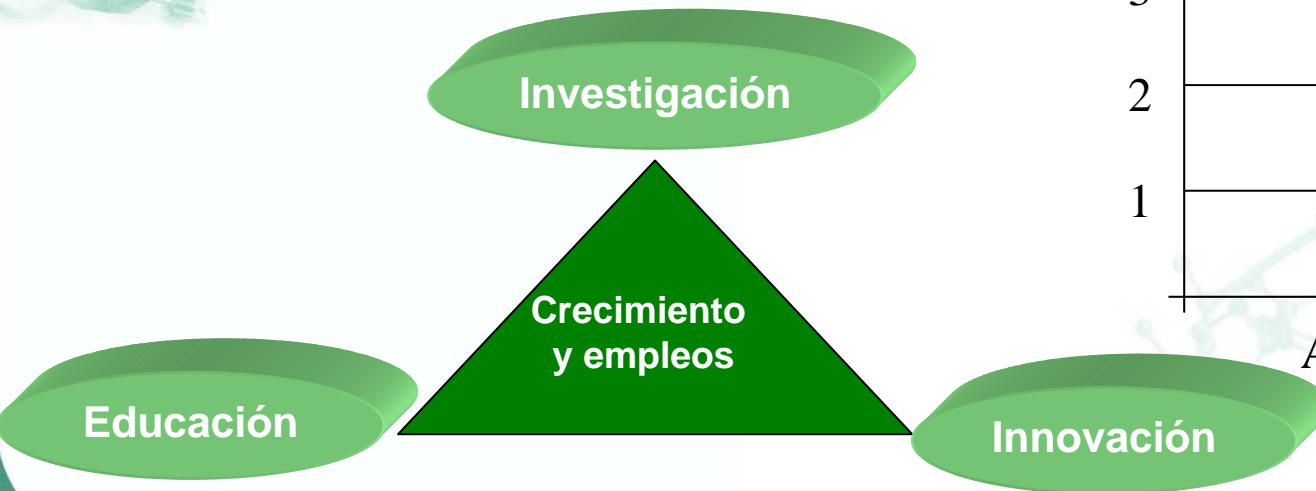 Investigación
2
1
Crecimiento
y empleos
Educación
Innovación